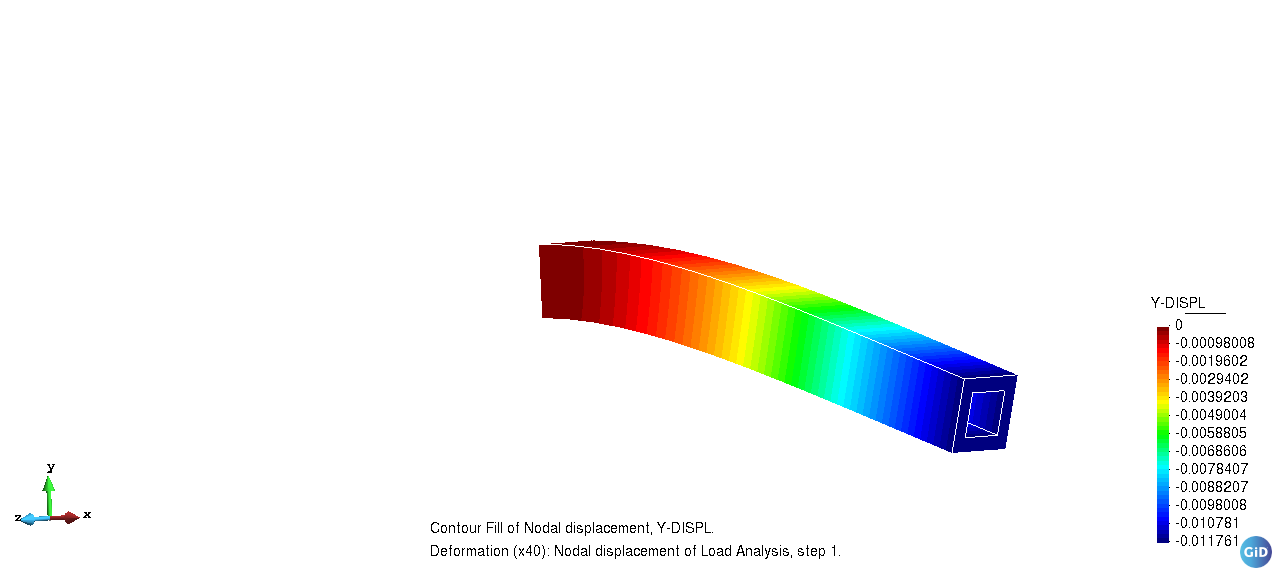 Y-DISPL
0
-0.00098008
-0.0019602
-0.0029402
-0.0039203
-0.0049004
-0.0058805
-0.0068606
-0.0078407
-0.0088207
-0.0098008
-0.010781
-0.011761
GiD
y
z
x
Contour Fill of Nodal displacement, Y-DISPL.
Deformation (x40): Nodal displacement of Load Analysis, step 1.